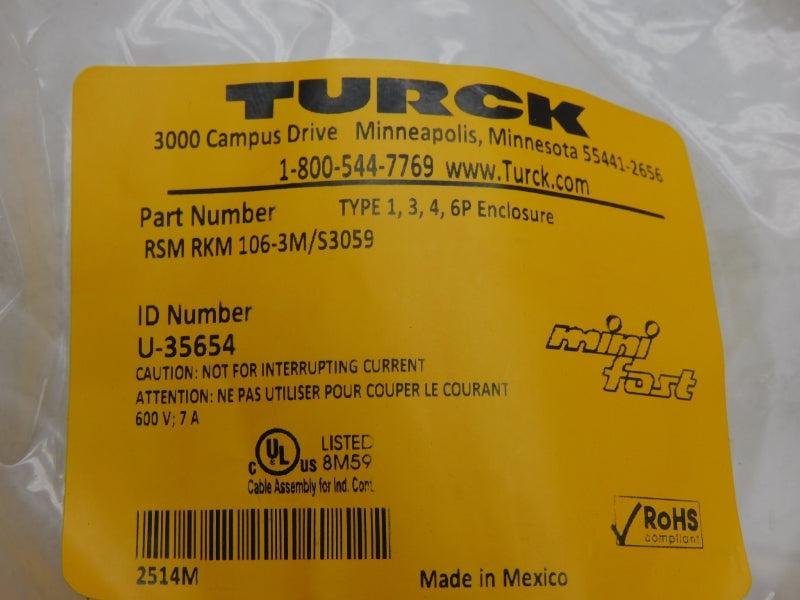 TURCK
3000 Campus Drive Minneapolis, Minnesota 55441-2656
1-800-544-7769 www.Turck.com
Part Number TYPE 1, 3, 4, 6P Enclosure
RSM RKM 106-3M/S3059
ID Number
U-35654
mini fast
CAUTION: NOT FOR INTERRUPTING CURRENT
ATTENTION: NE PAS UTILISER POUR COUPER LE COURANT
600 V; 7 A
C UL US LISTED
8M59
Cable Assembly for Ind. Cont.
RoHS
compliant
2514M Made in Mexico